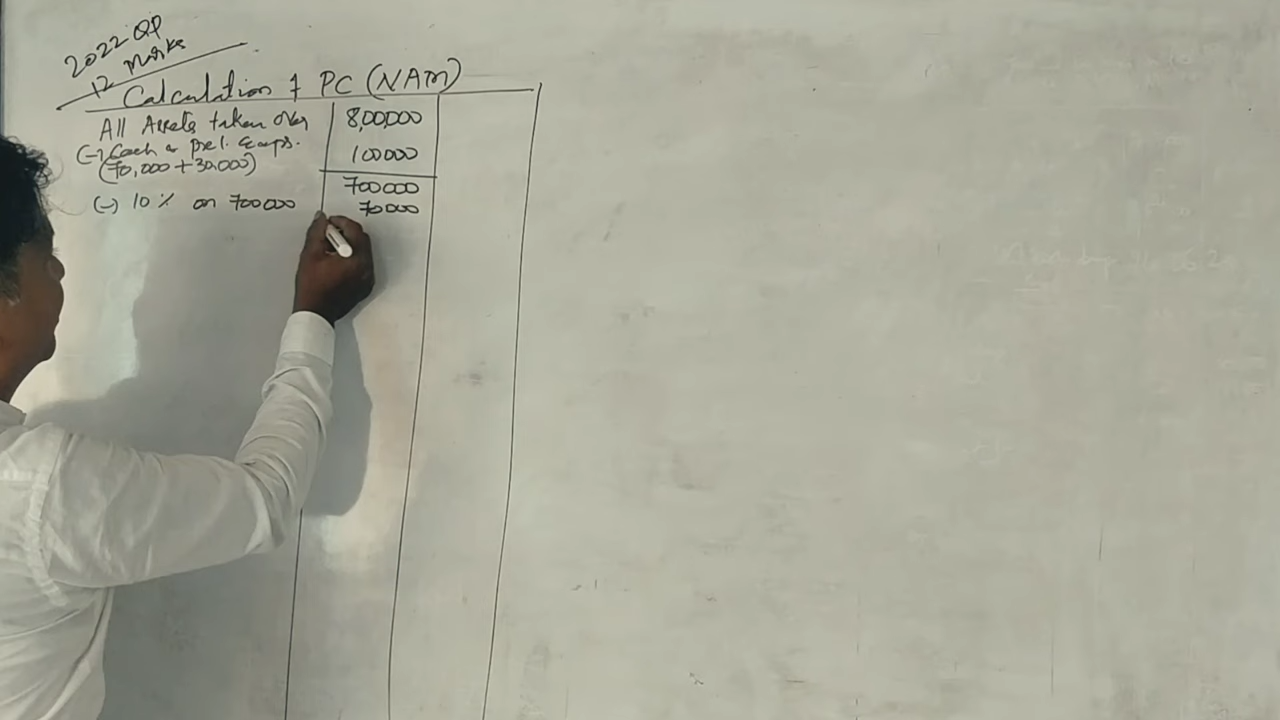 2022 QP
12 Marks
Calculation of PC (NAM)
All Assets taken over 8,00,000
(-) Cash & prel. exps. 100000
(70,000 + 30,000)
700000
(-) 10% on 700000 70000